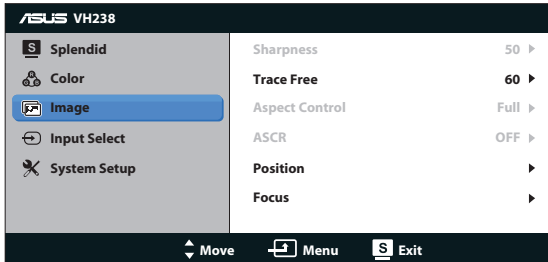 ASUS VH238
S Splendid
Color
Image
Input Select
System Setup
Sharpness 50
Trace Free 60
Aspect Control Full
ASCR OFF
Position
Focus
Move Menu S Exit